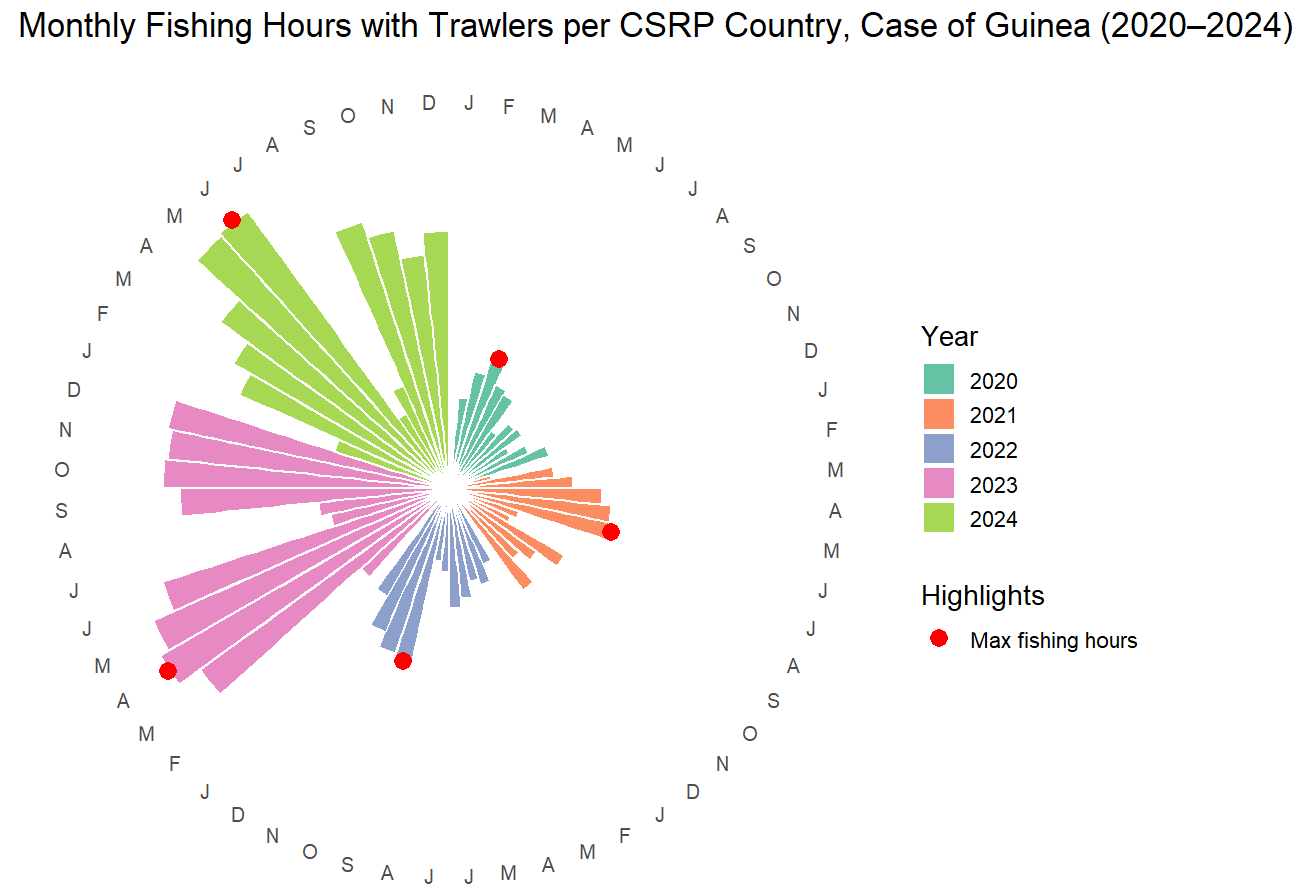 Monthly Fishing Hours with Trawlers per CSRP Country, Case of Guinea (2020–2024)
J F M A M J J A S O N D
J F M A M J J A S O N D
J F M A M J J A S O N D
J F M A M J J A S O N D
J F M A M J J A S O N D
Year
2020
2021
2022
2023
2024
Highlights
Max fishing hours